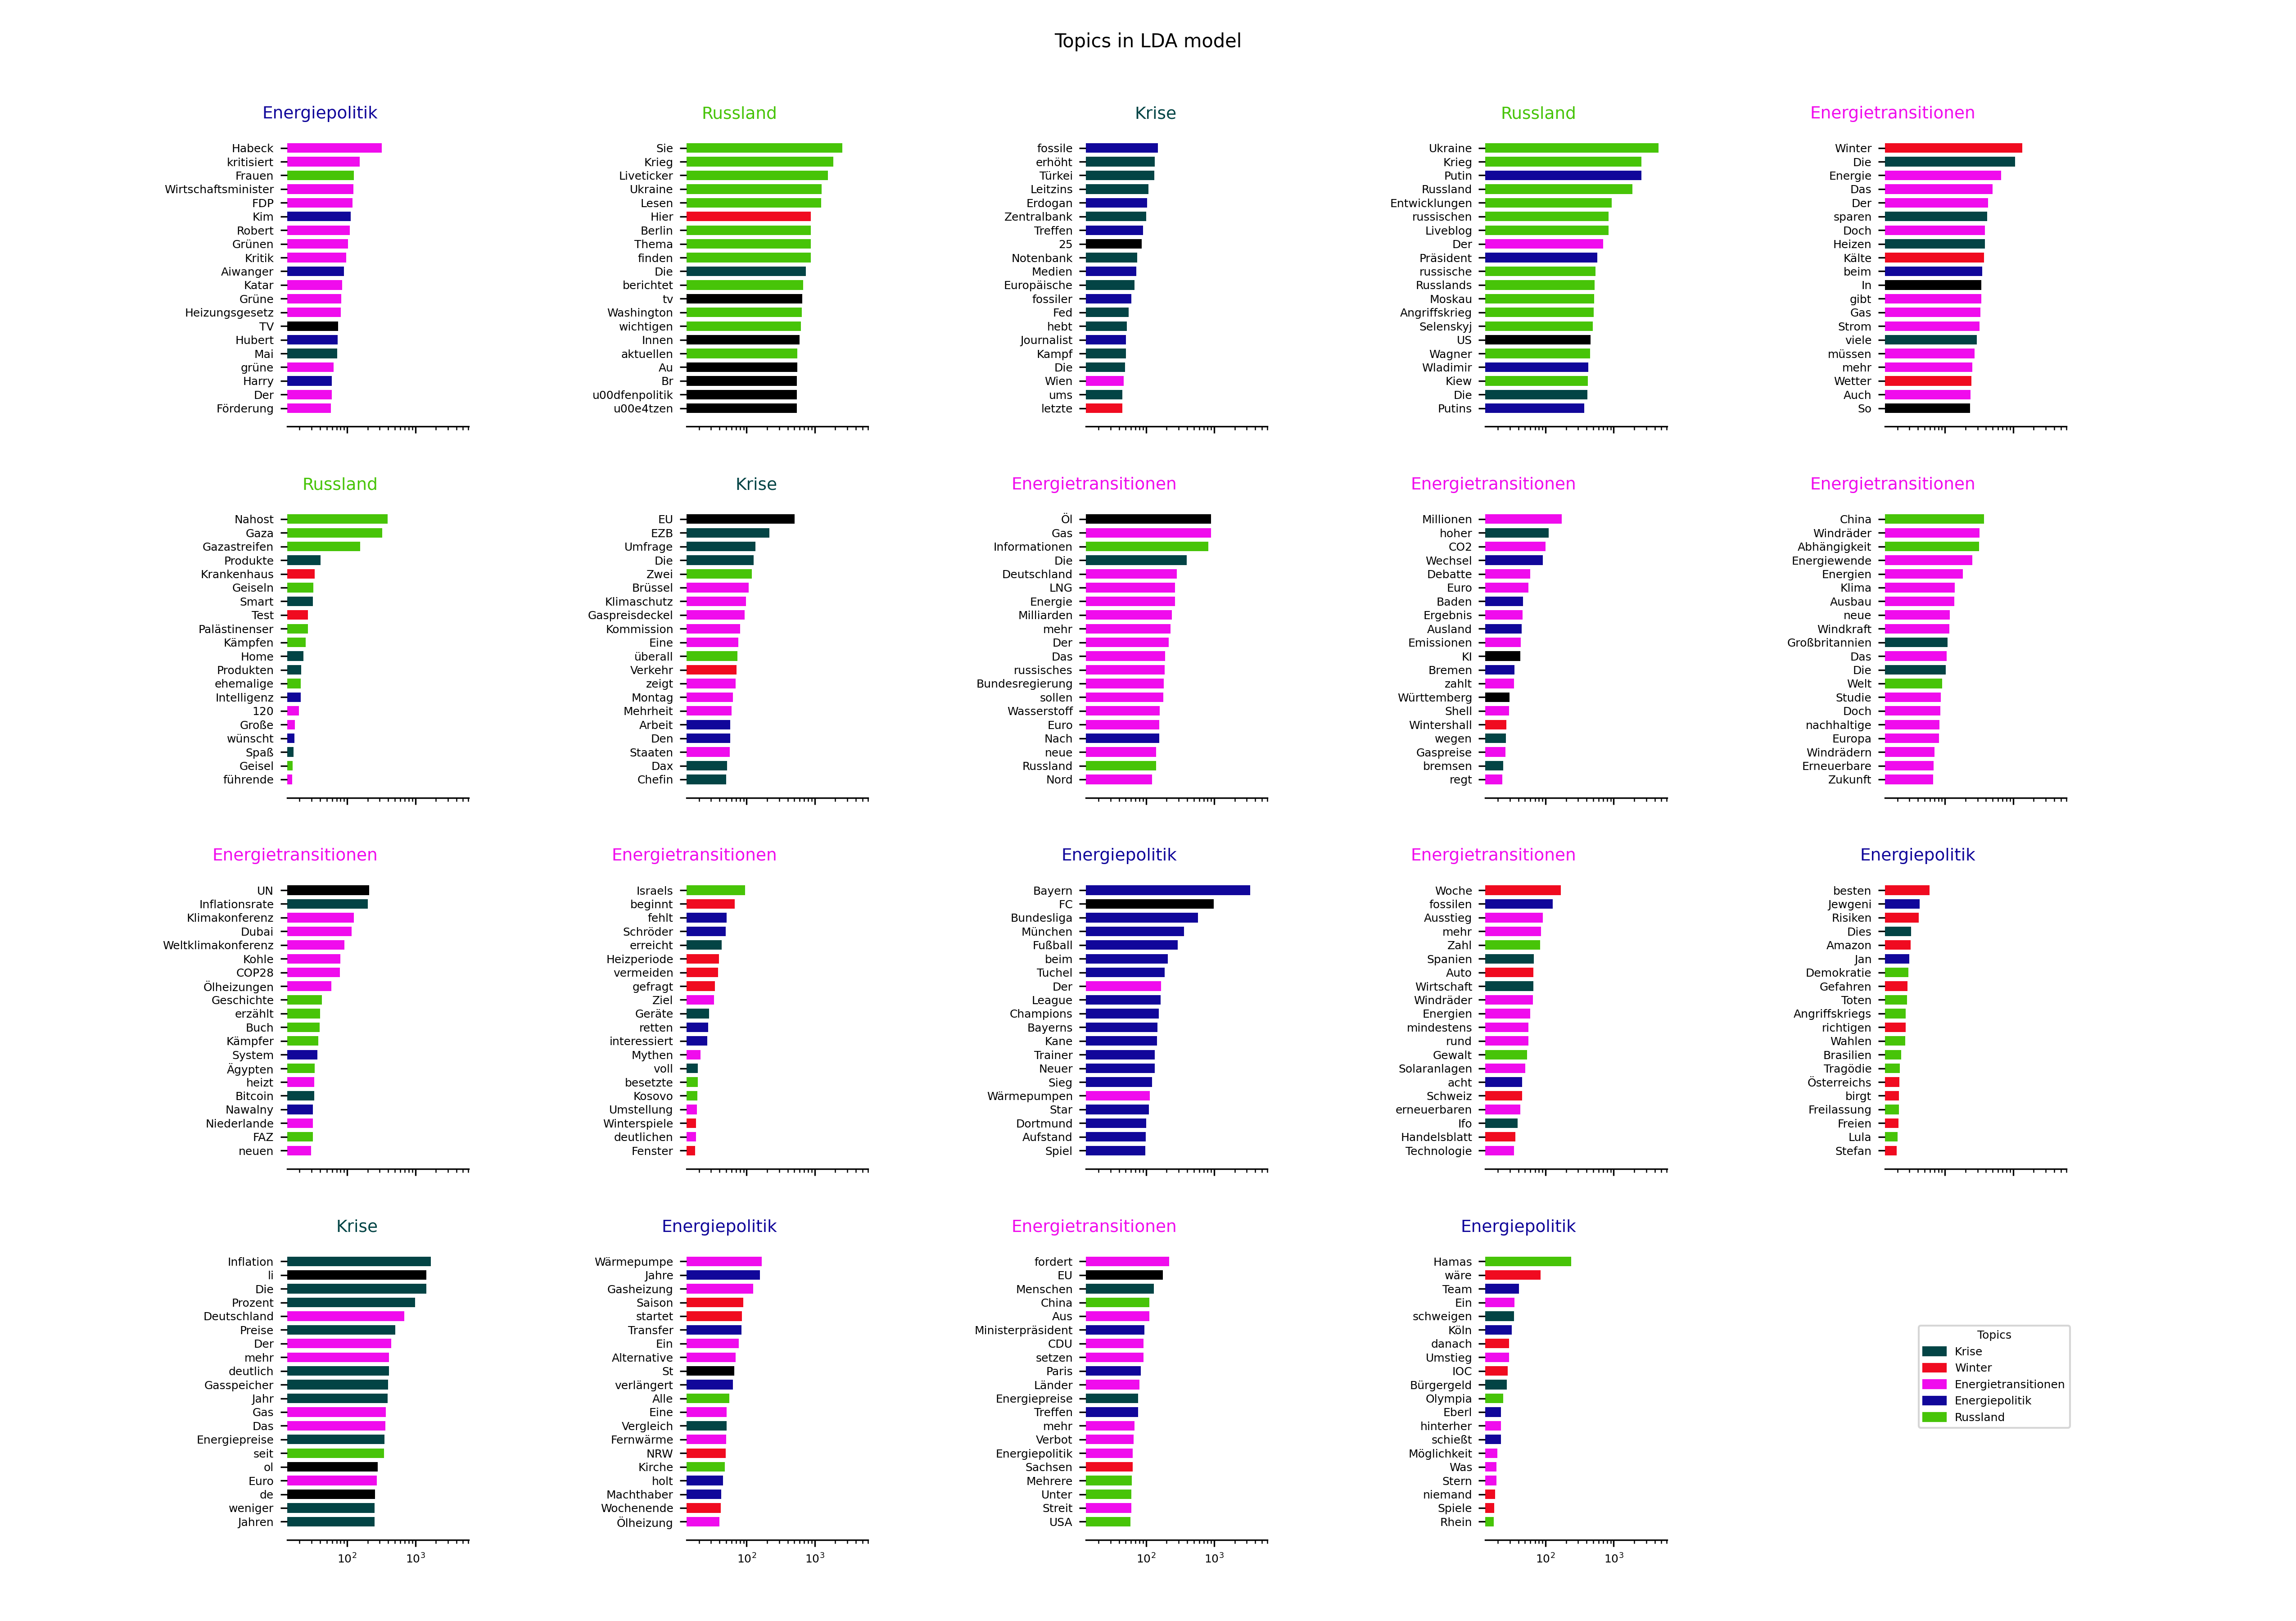 Topics in LDA model
Energiepolitik
Habeck
kritisiert
Frauen
Wirtschaftsminister
FDP
Kim
Robert
Grünen
Kritik
Aiwanger
Katar
Grüne
Heizungsgesetz
TV
Hubert
Mai
grüne
Harry
Der
Förderung
Russland
Sie
Krieg
Liveticker
Ukraine
Lesen
Hier
Berlin
Thema
finden
Die
berichtet
tv
Washington
wichtigen
Innen
aktuellen
Au
Br
u00dfenpolitik
u00e4tzen
Krise
fossile
erhöht
Türkei
Leitzins
Erdogan
Zentralbank
Treffen
25
Notenbank
Medien
Europäische
fossiler
Fed
hebt
Journalist
Kampf
Die
Wien
ums
letzte
Russland
Ukraine
Krieg
Putin
Russland
Entwicklungen
russischen
Liveblog
Der
Präsident
russische
Russlands
Moskau
Angriffskrieg
Selenskyj
US
Wagner
Wladimir
Kiew
Die
Putins
Energietransitionen
Winter
Die
Energie
Das
Der
sparen
Doch
Heizen
Kälte
beim
In
gibt
Gas
Strom
viele
müssen
mehr
Wetter
Auch
So
Russland
Nahost
Gaza
Gazastreifen
Produkte
Krankenhaus
Geiseln
Smart
Test
Palästinenser
Kämpfen
Home
Produkten
ehemalige
Intelligenz
120
Große
wünscht
Spaß
Geisel
führende
Krise
EU
EZB
Umfrage
Die
Zwei
Brüssel
Klimaschutz
Gaspreisdeckel
Kommission
Eine
überall
Verkehr
zeigt
Montag
Mehrheit
Arbeit
Den
Staaten
Dax
Chefin
Energietransitionen
Öl
Gas
Informationen
Die
Deutschland
LNG
Energie
Milliarden
mehr
Der
Das
russisches
Bundesregierung
sollen
Wasserstoff
Euro
Nach
neue
Russland
Nord
Energietransitionen
Millionen
hoher
CO2
Wechsel
Debatte
Euro
Baden
Ergebnis
Ausland
Emissionen
KI
Bremen
zahlt
Württemberg
Shell
Wintershall
wegen
Gaspreise
bremsen
regt
Energietransitionen
China
Windräder
Abhängigkeit
Energiewende
Energien
Klima
Ausbau
neue
Windkraft
Großbritannien
Das
Die
Welt
Studie
Doch
nachhaltige
Europa
Windrädern
Erneuerbare
Zukunft
Energietransitionen
UN
Inflationsrate
Klimakonferenz
Dubai
Weltklimakonferenz
Kohle
COP28
Ölheizungen
Geschichte
erzählt
Buch
Kämpfer
System
Ägypten
heizt
Bitcoin
Nawalny
Niederlande
FAZ
neuen
Energietransitionen
Israels
beginnt
fehlt
Schröder
erreicht
Heizperiode
vermeiden
gefragt
Ziel
Geräte
retten
interessiert
Mythen
voll
besetzte
Kosovo
Umstellung
Winterspiele
deutlichen
Fenster
Energiepolitik
Bayern
FC
Bundesliga
München
Fußball
beim
Tuchel
Der
League
Champions
Bayerns
Kane
Trainer
Neuer
Sieg
Wärmepumpen
Star
Dortmund
Aufstand
Spiel
Energietransitionen
Woche
fossilen
Ausstieg
mehr
Zahl
Spanien
Auto
Wirtschaft
Windräder
Energien
mindestens
rund
Gewalt
Solaranlagen
acht
Schweiz
erneuerbaren
Ifo
Handelsblatt
Technologie
Energiepolitik
besten
Jewgeni
Risiken
Dies
Amazon
Jan
Demokratie
Gefahren
Toten
Angriffskriegs
richtigen
Wahlen
Brasilien
Tragödie
Österreichs
birgt
Freilassung
Freien
Lula
Stefan
Krise
Inflation
li
Die
Prozent
Deutschland
Preise
Der
mehr
deutlich
Gasspeicher
Jahr
Gas
Das
Energiepreise
seit
ol
Euro
de
weniger
Jahren
10² 10³
Energiepolitik
Wärmepumpe
Jahre
Gasheizung
Saison
startet
Transfer
Ein
Alternative
St
verlängert
Alle
Eine
Vergleich
Fernwärme
NRW
Kirche
holt
Machthaber
Wochenende
Ölheizung
10² 10³
Energietransitionen
fordert
EU
Menschen
China
Aus
Ministerpräsident
CDU
setzen
Paris
Länder
Energiepreise
Treffen
mehr
Verbot
Energiepolitik
Sachsen
Mehrere
Unter
Streit
USA
10² 10³
Energiepolitik
Hamas
wäre
Team
Ein
schweigen
Köln
danach
Umstieg
IOC
Bürgergeld
Olympia
Eberl
hinterher
schießt
Möglichkeit
Was
Stern
niemand
Spiele
Rhein
10² 10³
Topics
Krise
Winter
Energietransitionen
Energiepolitik
Russland